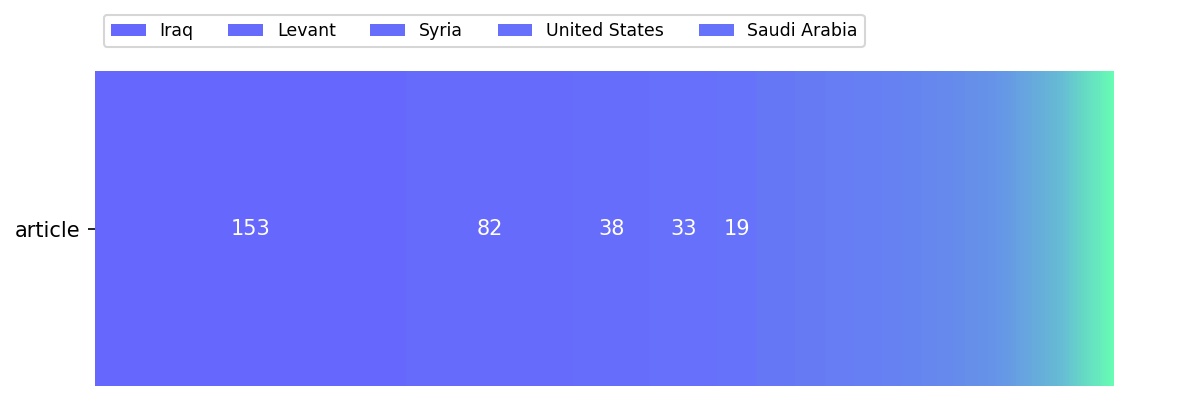 Iraq Levant Syria United States Saudi Arabia
article 153 82 38 33 19